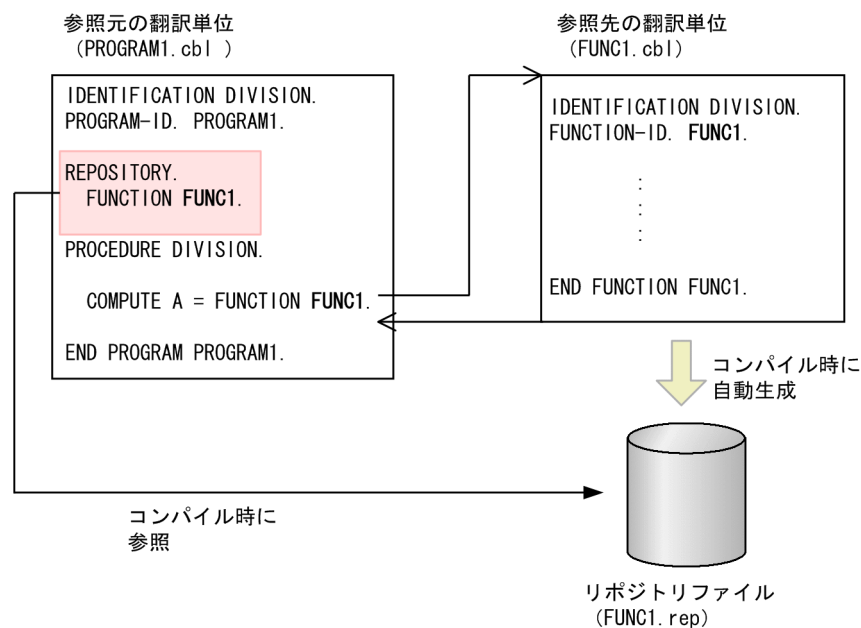 参照元の翻訳単位
（PROGRAM1.cbl ）
IDENTIFICATION DIVISION.
PROGRAM-ID. PROGRAM1.
REPOSITORY.
FUNCTION FUNC1.
PROCEDURE DIVISION.
COMPUTE A = FUNCTION FUNC1.
END PROGRAM PROGRAM1.
参照先の翻訳単位
（FUNC1.cbl）
IDENTIFICATION DIVISION.
FUNCTION-ID. FUNC1.
:
:
:
END FUNCTION FUNC1.
コンパイル時に
自動生成
コンパイル時に
参照
リポジトリファイル
（FUNC1.rep）